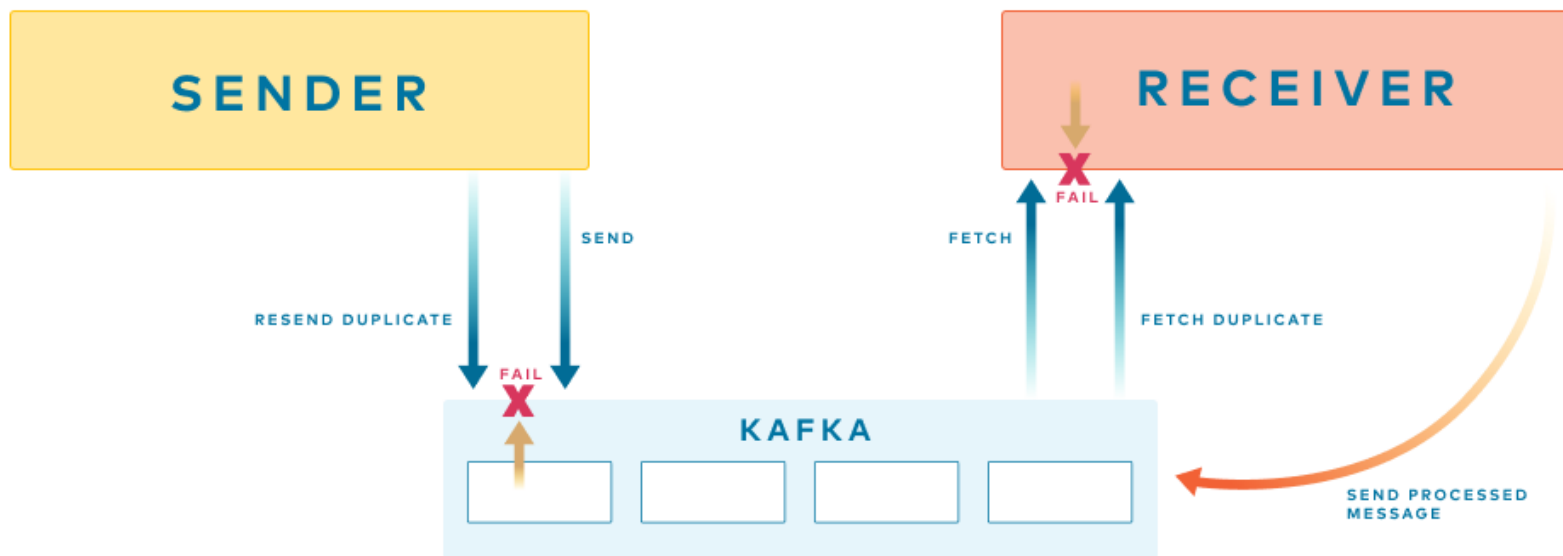 SENDER
RECEIVER
FAIL
SEND
FETCH
RESEND DUPLICATE
FETCH DUPLICATE
FAIL
KAFKA
SEND PROCESSED
MESSAGE